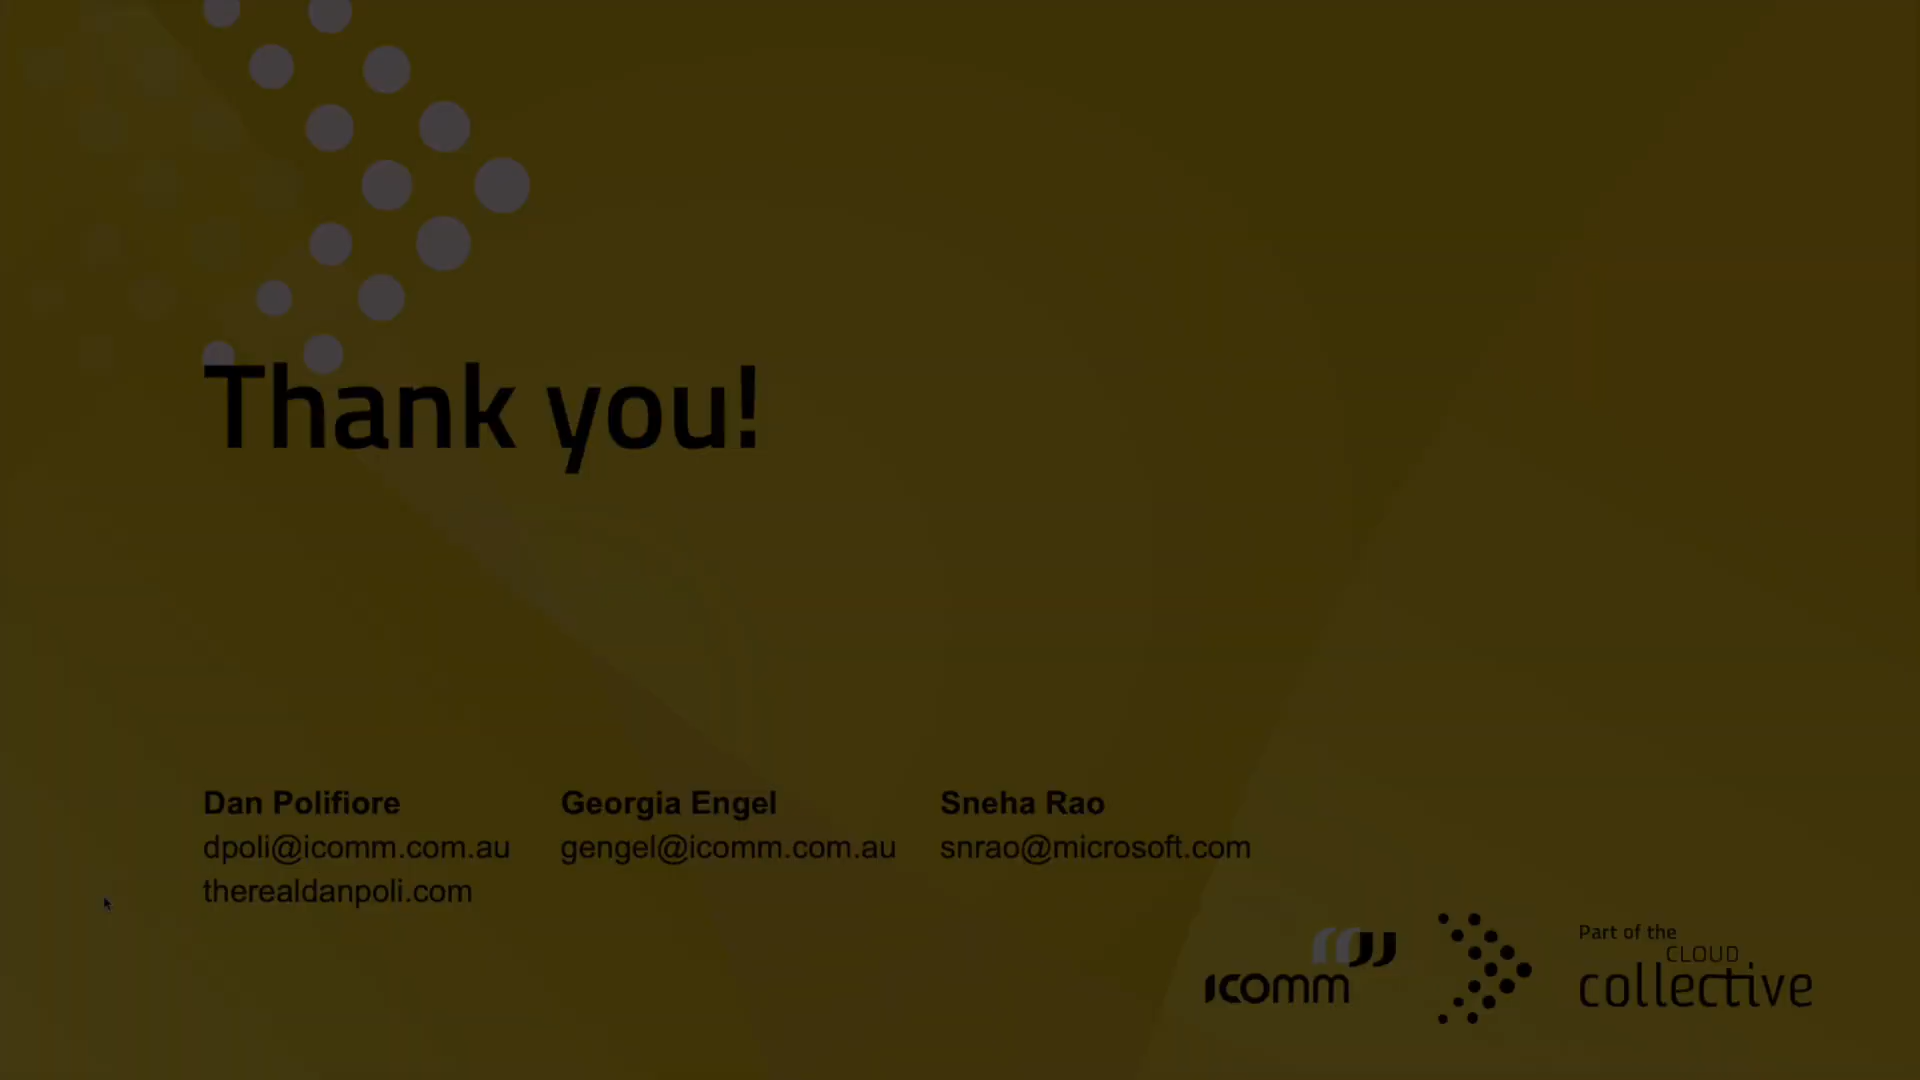 Thank you!
Dan Polifiore
dpoli@icomm.com.au
therealdanpoli.com
Georgia Engel
gengel@icomm.com.au
Sneha Rao
snrao@microsoft.com
icomm
Part of the
CLOUD
collective